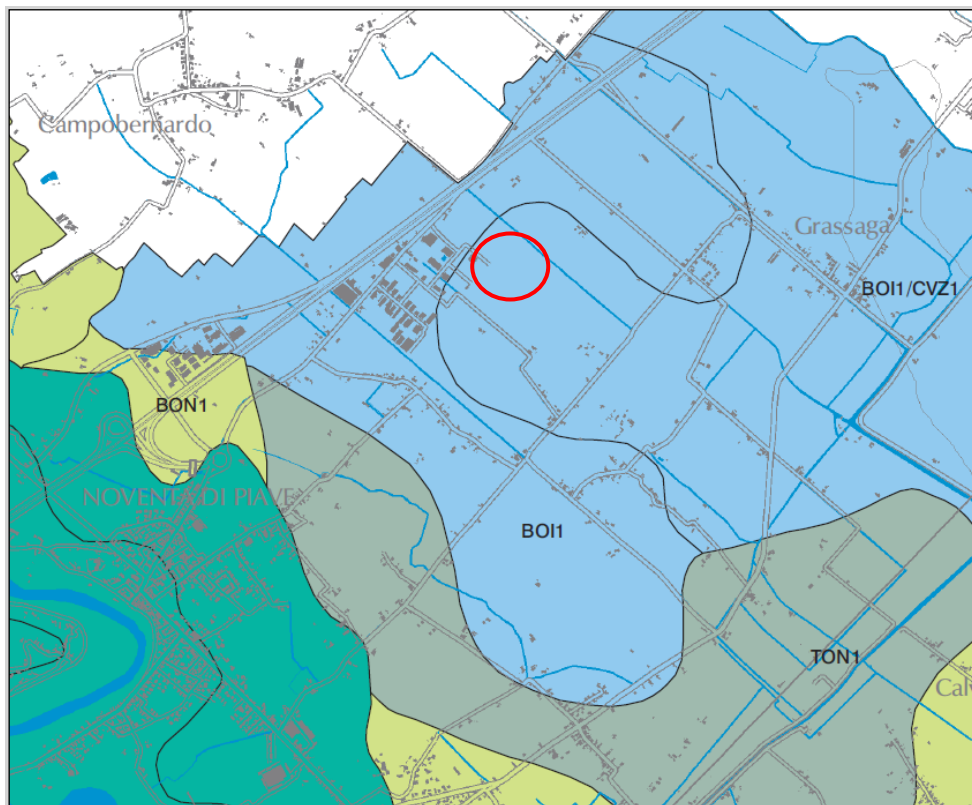 Campobernardo
Grassaga
BOI1/CVZ1
BON1
NOVENTA DI PIAVE
BOI1
TON1
Calv